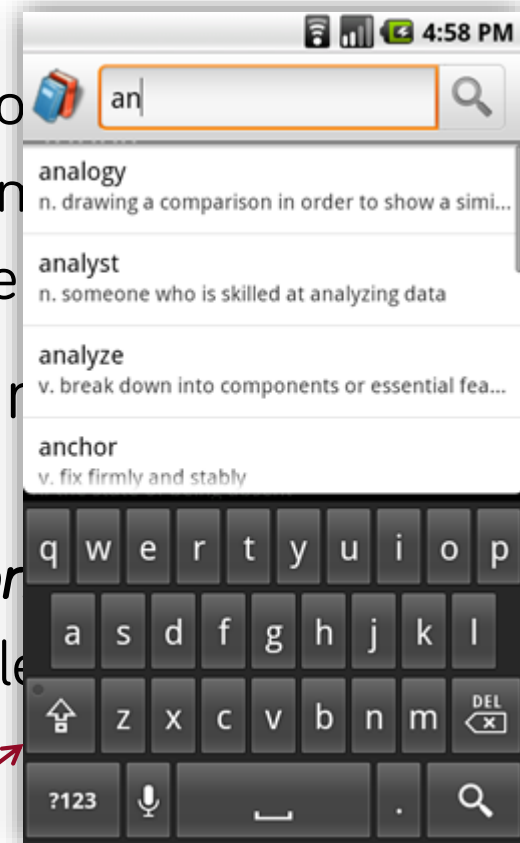 4:58 PM
an
analogy
n. drawing a comparison in order to show a simi...
analyst
n. someone who is skilled at analyzing data
analyze
v. break down into components or essential fea...
anchor
v. fix firmly and stably
q w e r t y u i o p
a s d f g h j k l
z x c v b n m DEL
?123 .